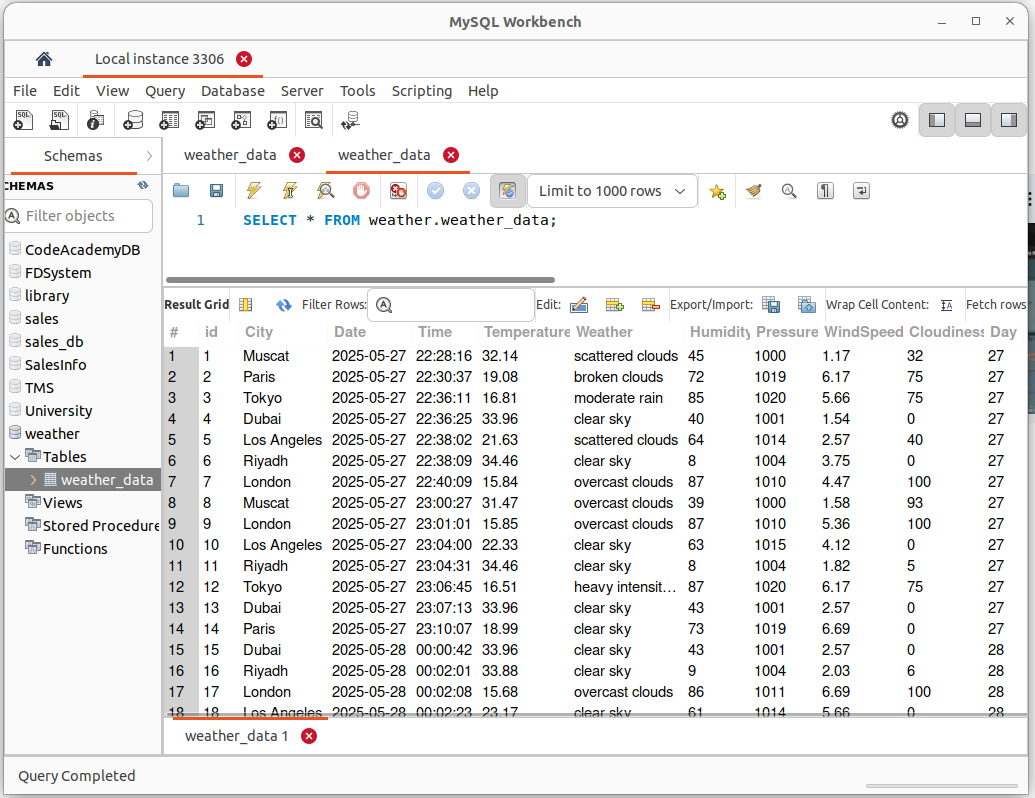 MySQL Workbench
Local instance 3306
File Edit View Query Database Server Tools Scripting Help
Schemas
CHEMAS
Filter objects
CodeAcademyDB
FDSystem
library
sales
sales_db
SalesInfo
TMS
University
weather
Tables
weather_data
Views
Stored Procedure
Functions
weather_data weather_data
Limit to 1000 rows
1 SELECT * FROM weather.weather_data;
Result Grid Filter Rows: Edit: Export/Import: Wrap Cell Content: Fetch rows
# id City Date Time Temperature Weather Humidity Pressure WindSpeed Cloudiness Day
1 1 Muscat 2025-05-27 22:28:16 32.14 scattered clouds 45 1000 1.17 32 27
2 2 Paris 2025-05-27 22:30:37 19.08 broken clouds 72 1019 6.17 75 27
3 3 Tokyo 2025-05-27 22:36:11 16.81 moderate rain 85 1020 5.66 75 27
4 4 Dubai 2025-05-27 22:36:25 33.96 clear sky 40 1001 1.54 0 27
5 5 Los Angeles 2025-05-27 22:38:02 21.63 scattered clouds 64 1014 2.57 40 27
6 6 Riyadh 2025-05-27 22:38:09 34.46 clear sky 8 1004 3.75 0 27
7 7 London 2025-05-27 22:40:09 15.84 overcast clouds 87 1010 4.47 100 27
8 8 Muscat 2025-05-27 23:00:27 31.47 overcast clouds 39 1000 1.58 93 27
9 9 London 2025-05-27 23:01:01 15.85 overcast clouds 87 1010 5.36 100 27
10 10 Los Angeles 2025-05-27 23:04:00 22.33 clear sky 63 1015 4.12 0 27
11 11 Riyadh 2025-05-27 23:04:31 34.46 clear sky 8 1004 1.82 5 27
12 12 Tokyo 2025-05-27 23:06:45 16.51 heavy intensit... 87 1020 6.17 75 27
13 13 Dubai 2025-05-27 23:07:13 33.96 clear sky 43 1001 2.57 0 27
14 14 Paris 2025-05-27 23:10:07 18.99 clear sky 73 1019 6.69 0 27
15 15 Dubai 2025-05-28 00:00:42 33.96 clear sky 43 1001 2.57 0 28
16 16 Riyadh 2025-05-28 00:02:01 33.88 clear sky 9 1004 2.03 6 28
17 17 London 2025-05-28 00:02:08 15.68 overcast clouds 86 1011 6.69 100 28
18 18 Los Angeles 2025-05-28 00:02:23 23.17 clear sky 61 1014 5.66 0 28
weather_data 1
Query Completed